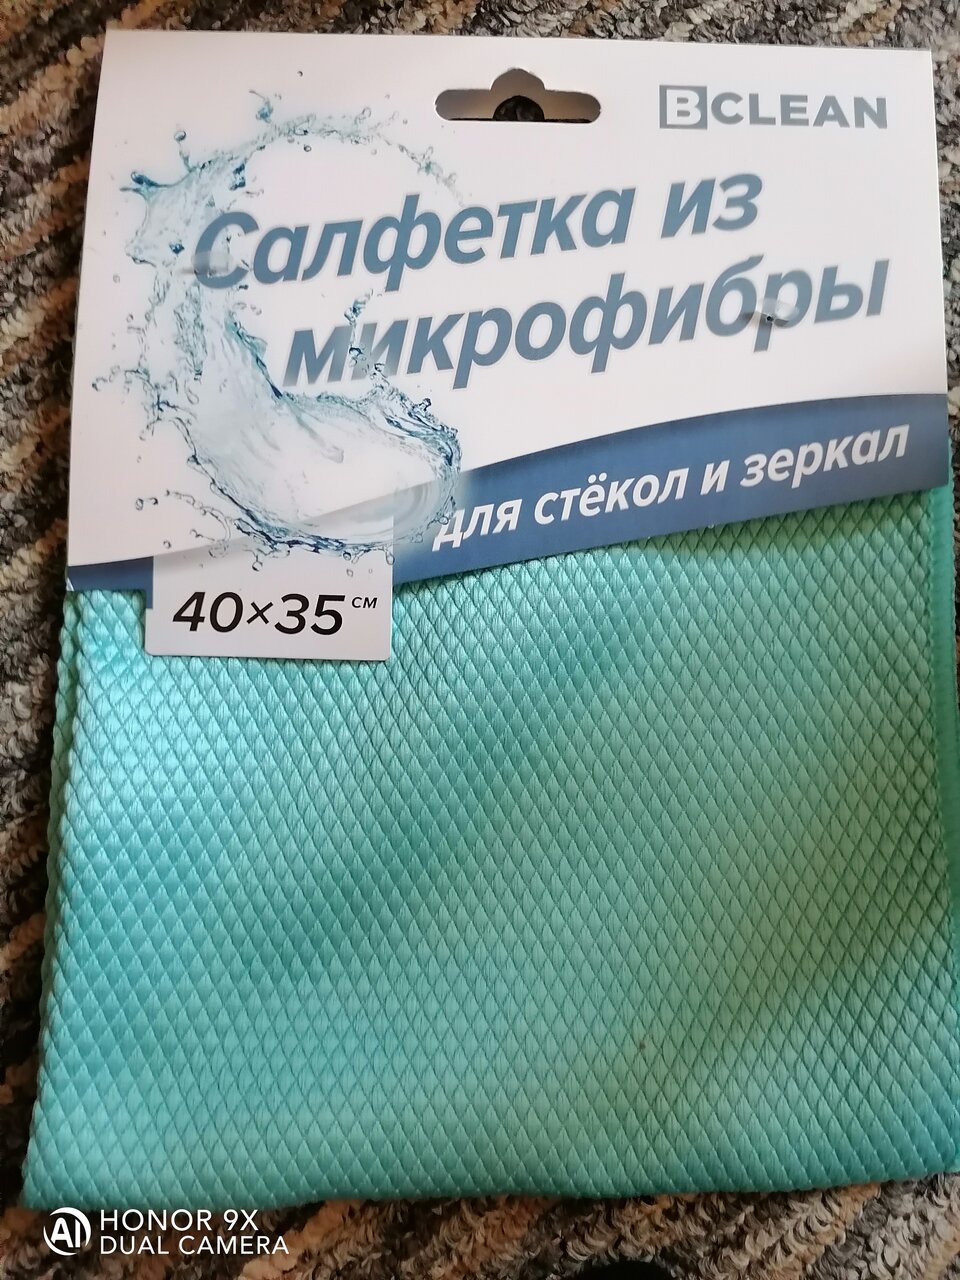 BCLEAN
Салфетка из
микрофибры
для стёкол и зеркал
40×35 см
HONOR 9X
DUAL CAMERA